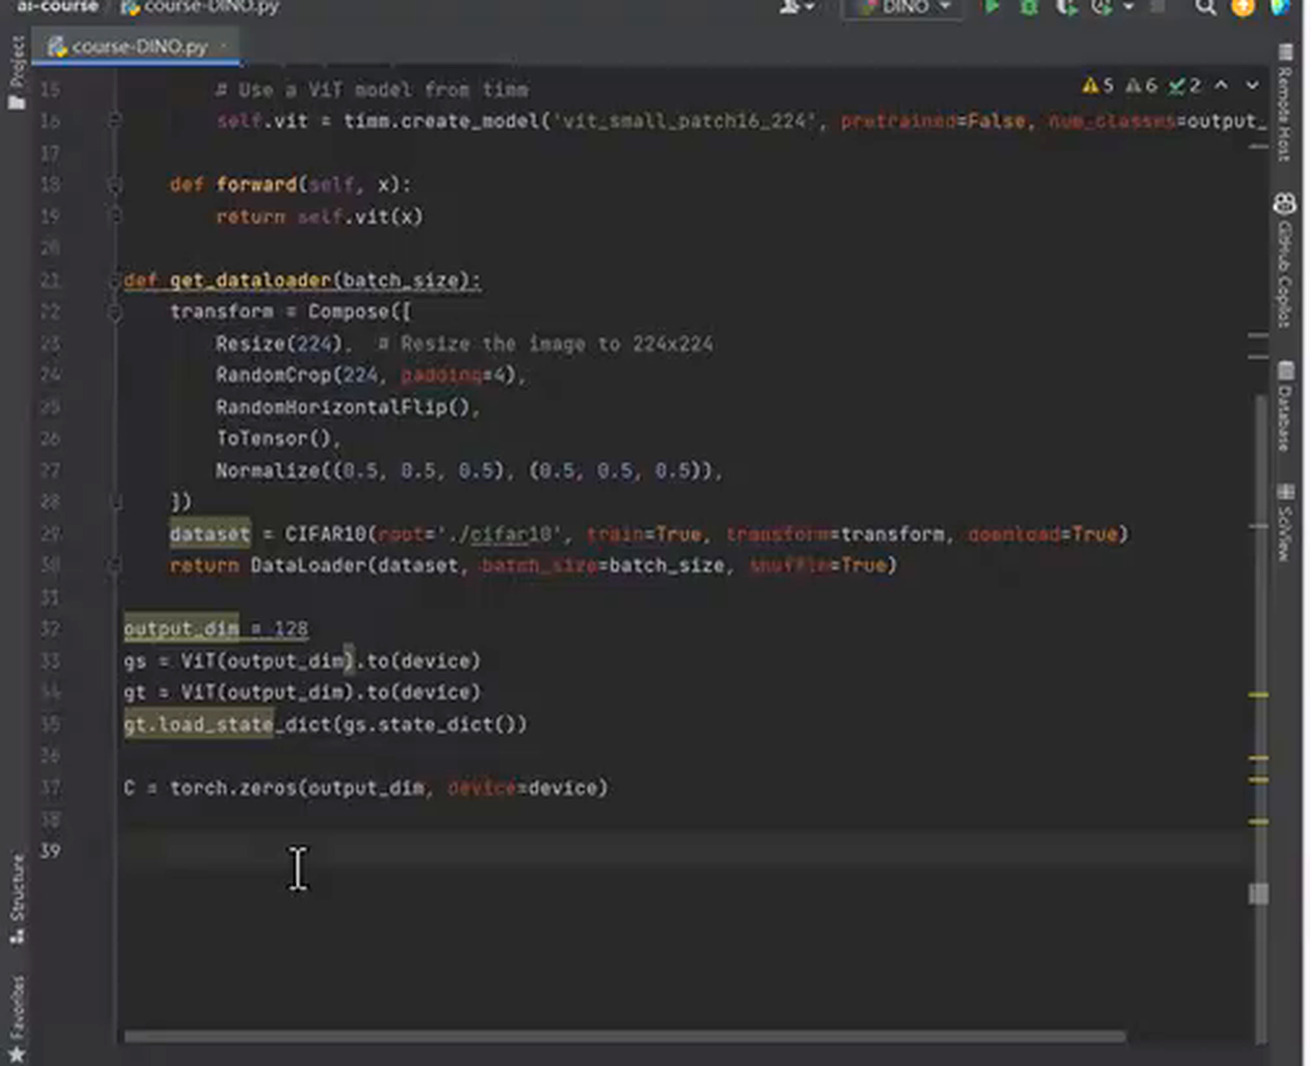 ai-course course-DINO.py DINO
course-DINO.py
Project
15 # Use a ViT model from timm 5 6 2
16 self.vit = timm.create_model('vit_small_patch16_224', pretrained=False, num_classes=output_
17
18 def forward(self, x):
19 return self.vit(x)
20
21 def get_dataloader(batch_size):
22 transform = Compose([
23 Resize(224), # Resize the image to 224x224
24 RandomCrop(224, padding=4),
25 RandomHorizontalFlip(),
26 ToTensor(),
27 Normalize((0.5, 0.5, 0.5), (0.5, 0.5, 0.5)),
28 ])
29 dataset = CIFAR10(root='./cifar10', train=True, transform=transform, download=True)
30 return DataLoader(dataset, batch_size=batch_size, shuffle=True)
31
32 output_dim = 128
33 gs = ViT(output_dim).to(device)
34 gt = ViT(output_dim).to(device)
35 gt.load_state_dict(gs.state_dict())
36
37 C = torch.zeros(output_dim, device=device)
38
39
Structure
Favorites
Remote Host
GitHub Copilot
Database
SciView